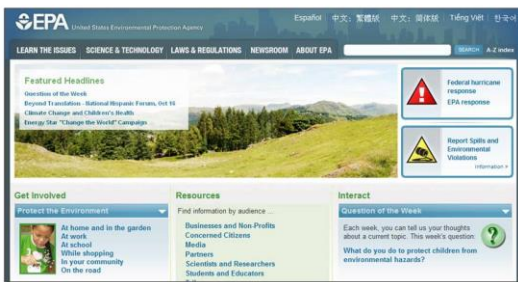 EPA United States Environmental Protection Agency
Español 中文: 繁體版 中文: 简体版 Tiếng Việt 한국어
LEARN THE ISSUES SCIENCE & TECHNOLOGY LAWS & REGULATIONS NEWSROOM ABOUT EPA SEARCH A-Z Index
Featured Headlines
Question of the Week
Beyond Translation - National Hispanic Forum, Oct 14
Climate Change and Children's Health
Energy Star "Change the World" Campaign
Federal hurricane
response
EPA response
Report Spills and
Environmental
Violations
information >
Get Involved
Protect the Environment
At home and in the garden
At work
At school
While shopping
In your community
On the road
Resources
Find information by audience ...
Businesses and Non-Profits
Concerned Citizens
Media
Partners
Scientists and Researchers
Students and Educators
Interact
Question of the Week
Each week, you can tell us your thoughts
about a current topic. This week's question:
What do you do to protect children from
environmental hazards?